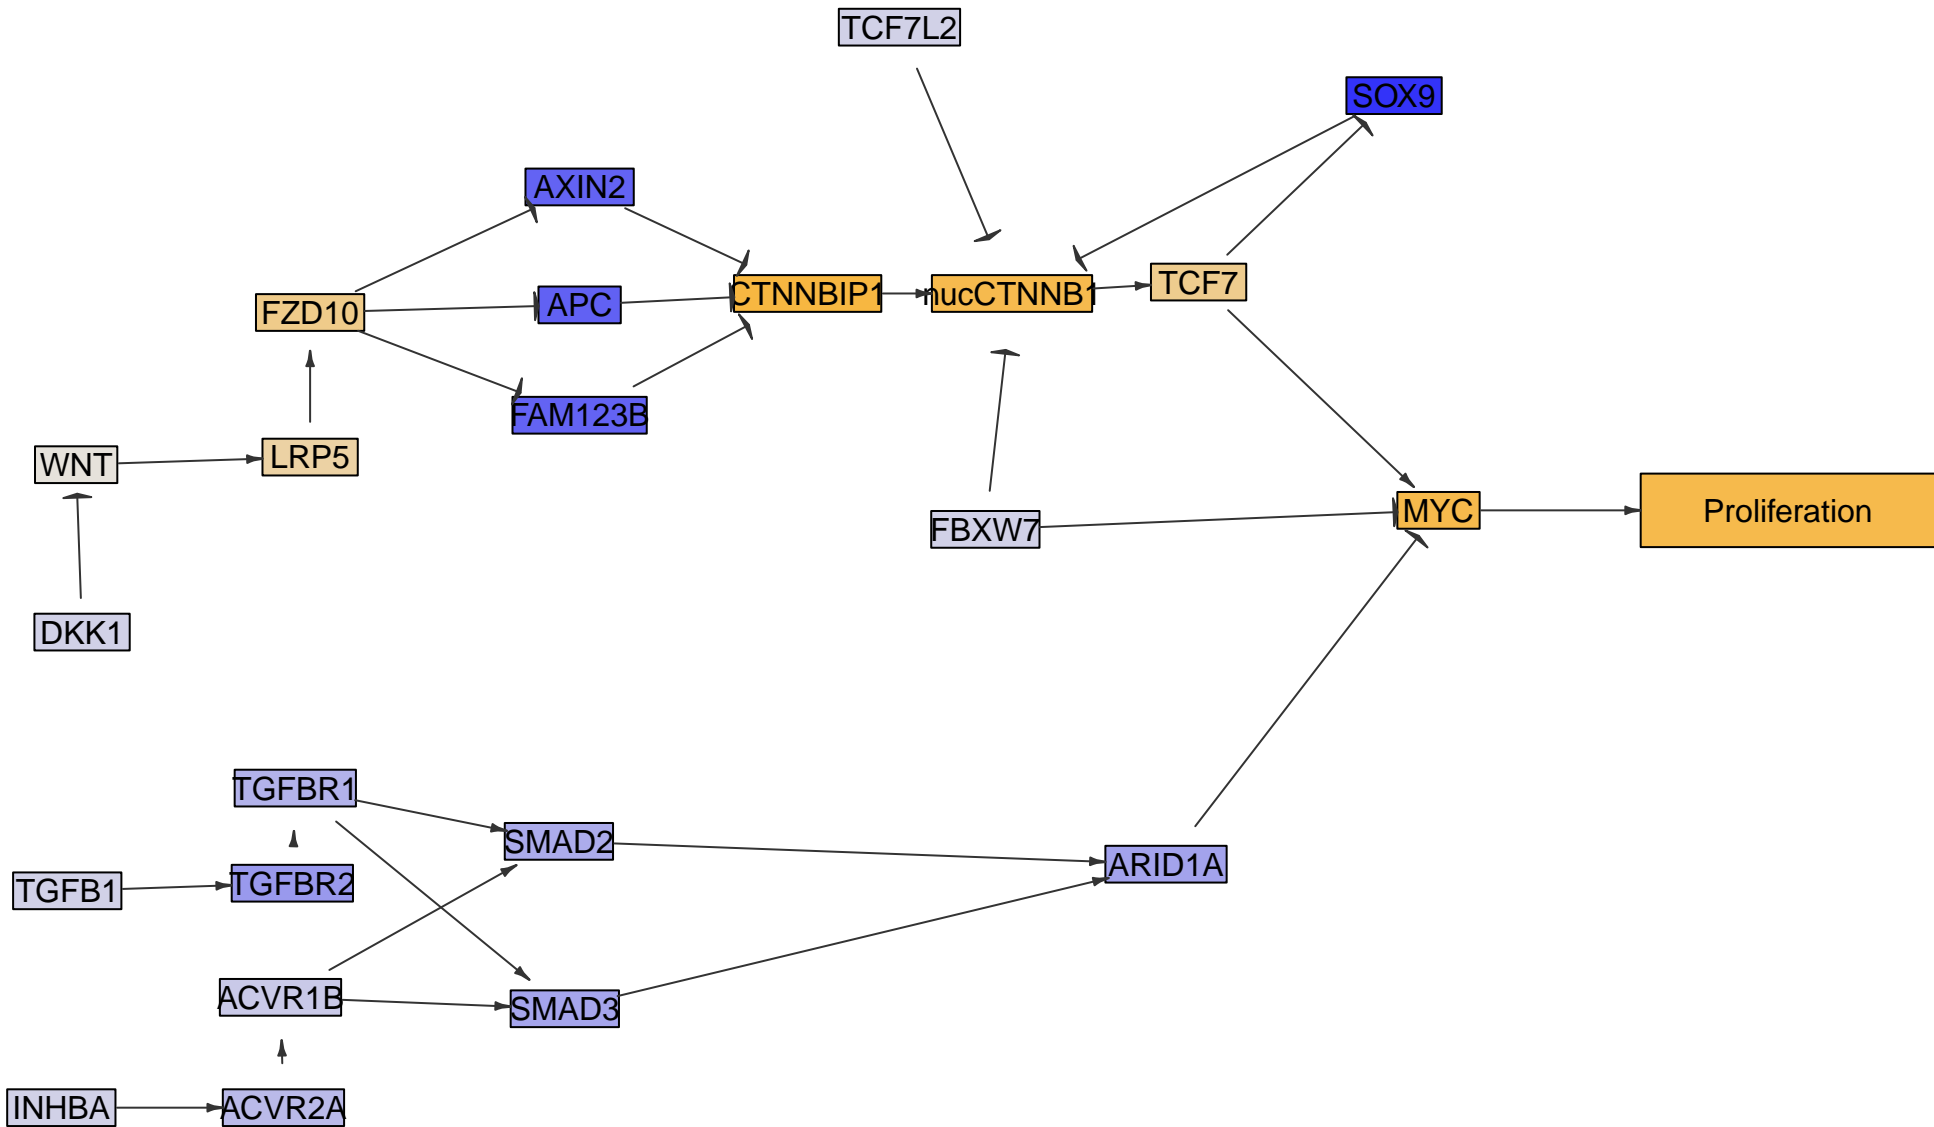 TCF7L2
SOX9
AXIN2
FZD10
APC
CTNNBIP1
nucCTNNB1
TCF7
FAM123B
WNT
LRP5
FBXW7
MYC
Proliferation
DKK1
TGFBR1
SMAD2
ARID1A
TGFB1
TGFBR2
ACVR1B
SMAD3
INHBA
ACVR2A